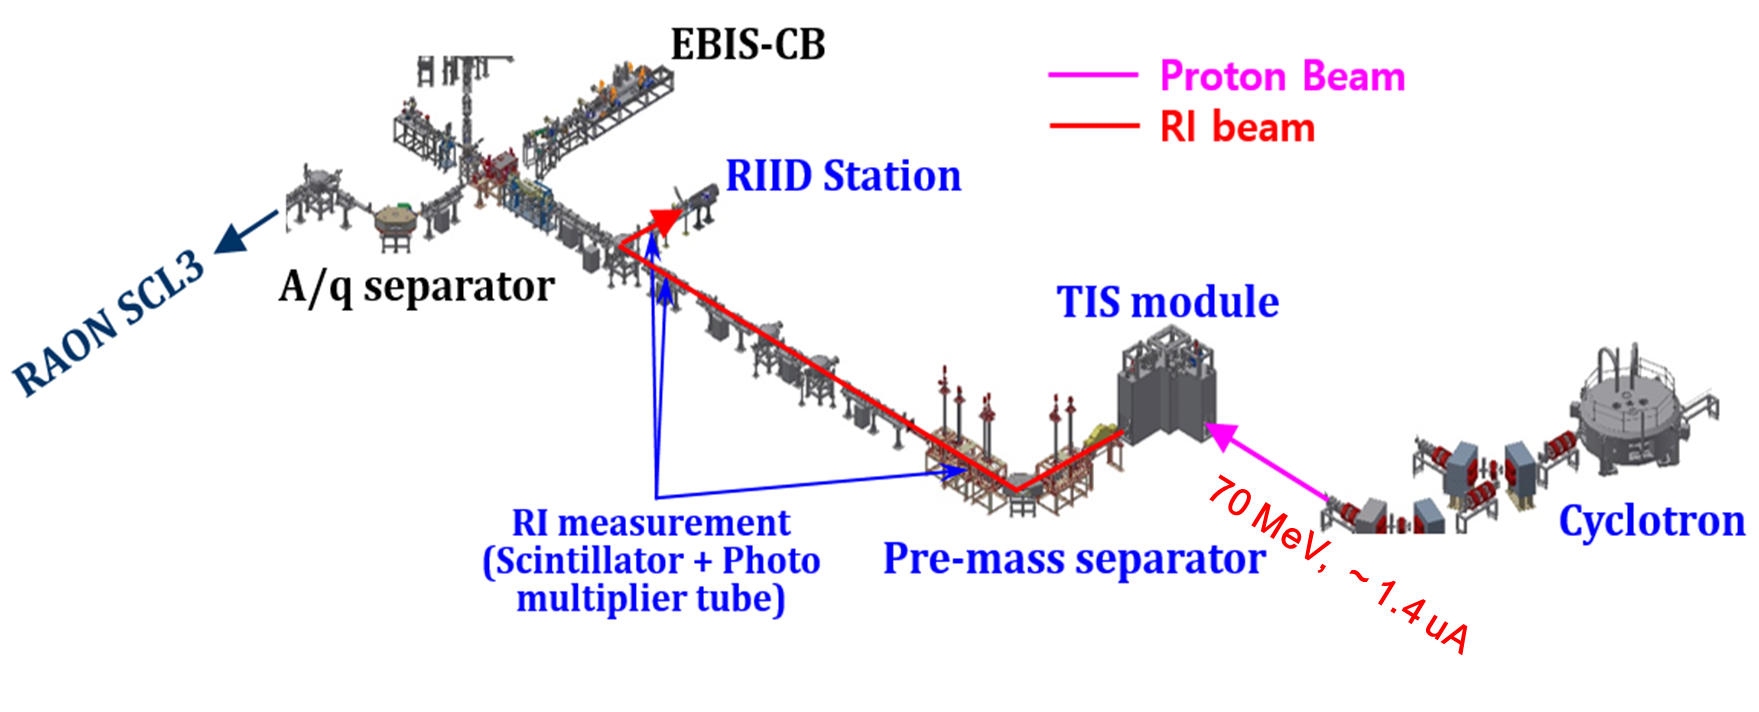 EBIS-CB
Proton Beam
RI beam
RIID Station
RAON SCL3
A/q separator
TIS module
70 MeV, ~1.4 uA
Cyclotron
RI measurement
(Scintillator + Photo
multiplier tube)
Pre-mass separator